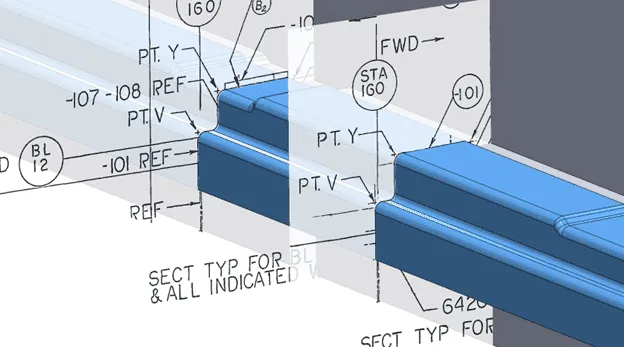 160
B2
-10
PT. Y
-107 -108 REF
PT. V
BL
12
-101 REF
REF
SECT TYP FOR BL
& ALL INDICATED
FWD
STA
160
-101
PT. Y
PT. V
6420
SECT TYP FOR